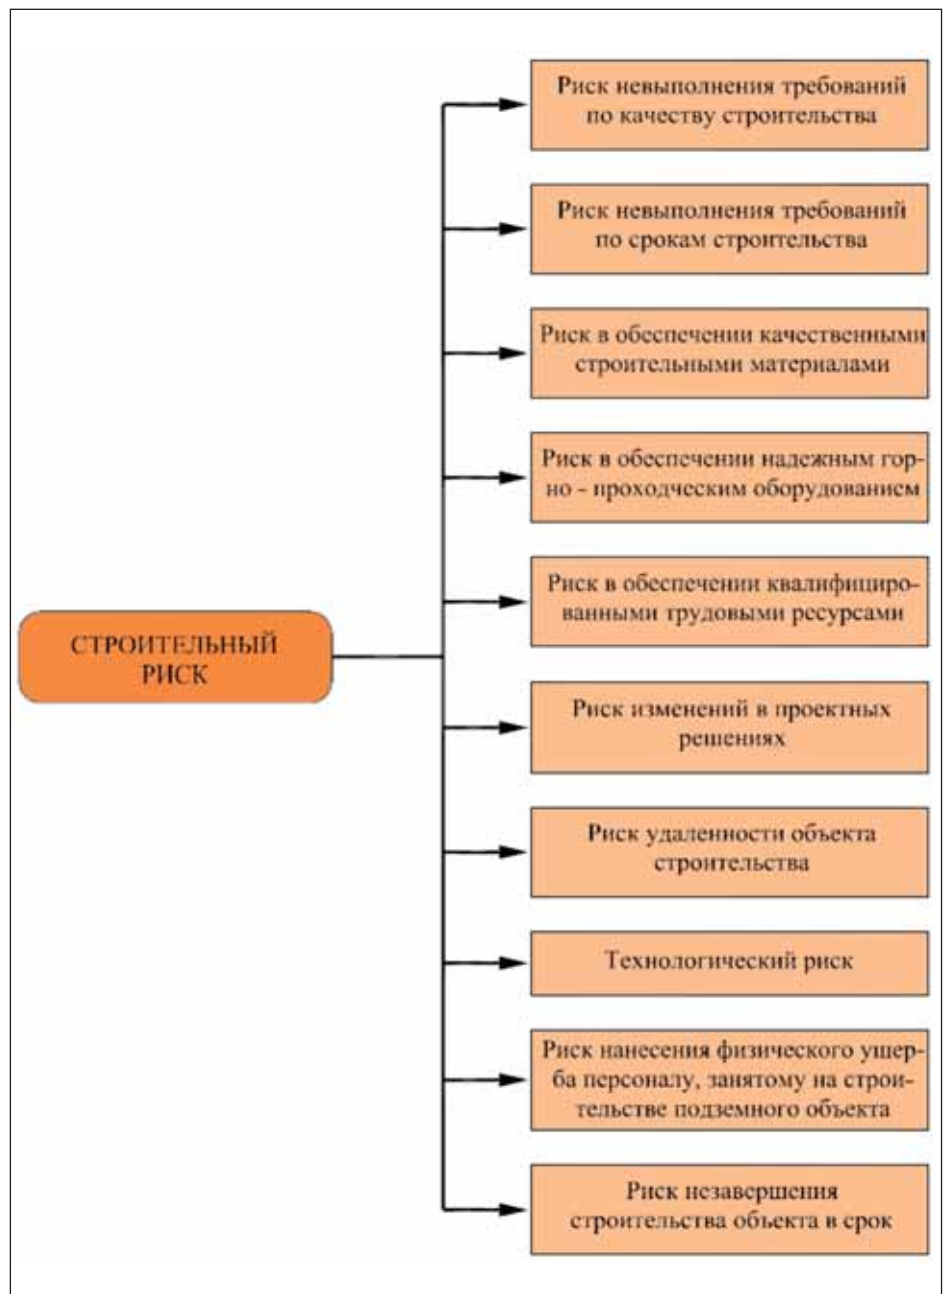 Риск невыполнения требований
по качеству строительства
Риск невыполнения требований
по срокам строительства
Риск в обеспечении качественными
строительными материалами
Риск в обеспечении надежным гор-
но - проходческим оборудованием
Риск в обеспечении квалифициро-
ванными трудовыми ресурсами
СТРОИТЕЛЬНЫЙ
РИСК
Риск изменений в проектных
решениях
Риск удаленности объекта
строительства
Технологический риск
Риск нанесения физического ущер-
ба персоналу, занятому на строи-
тельстве подземного объекта
Риск незавершения
строительства объекта в срок